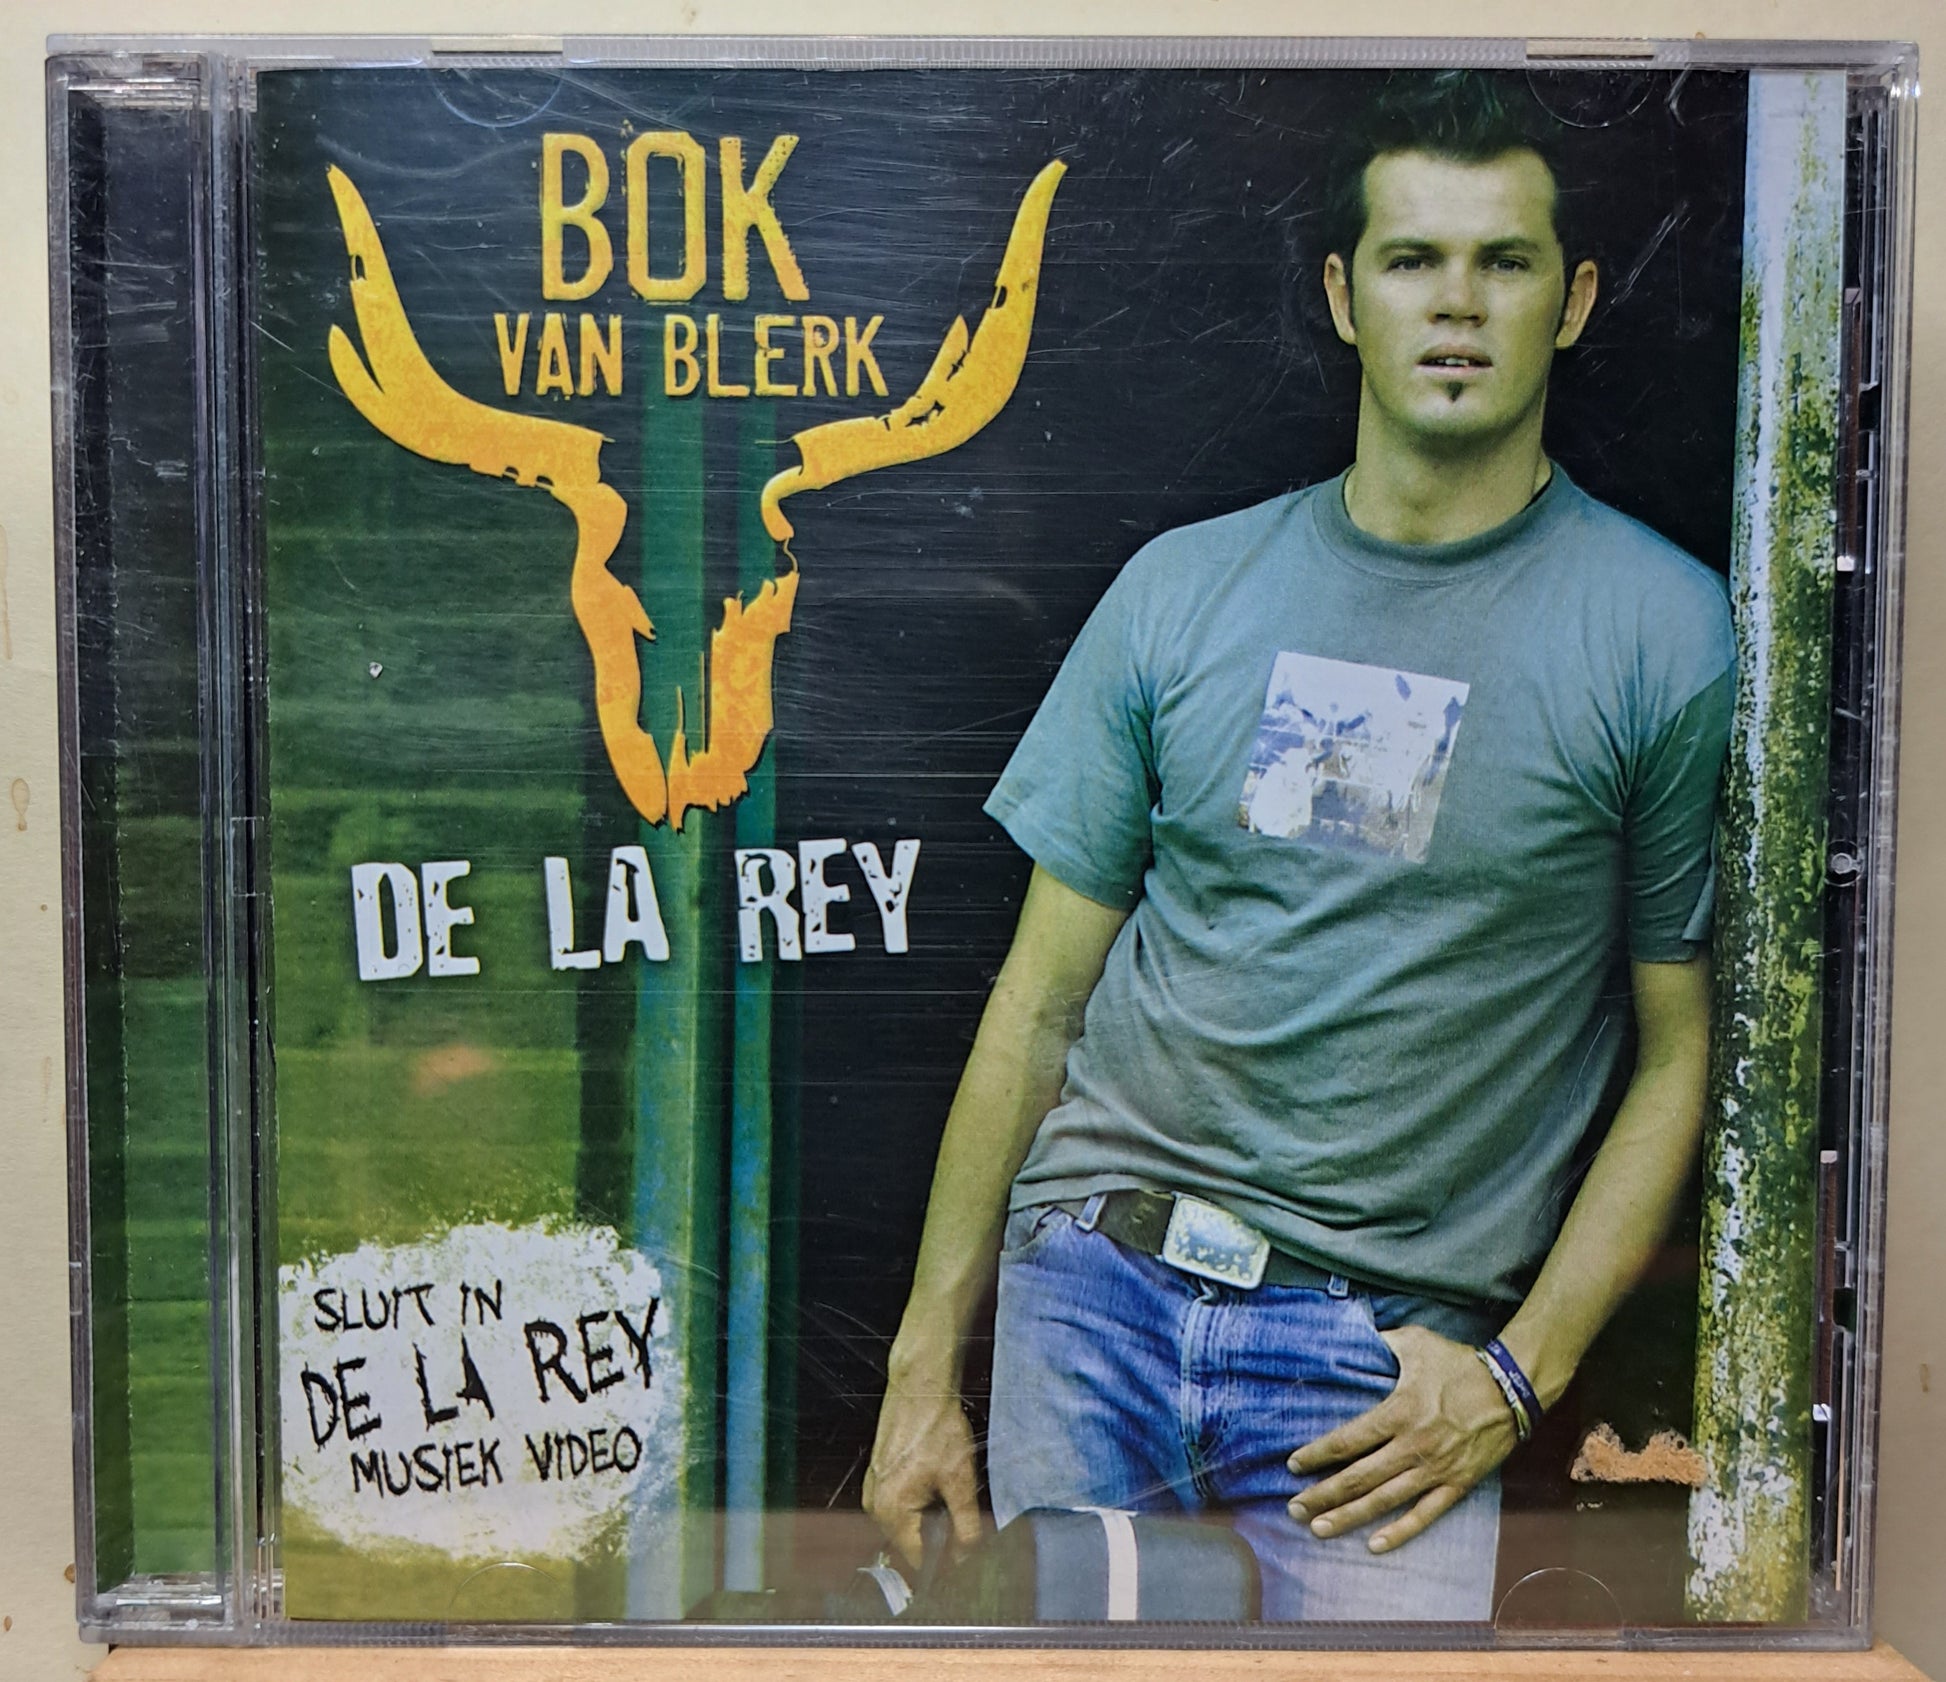 BOK
VAN BLERK
DE LA REY
SLUIT IN
DE LA REY
MUSIEK VIDEO